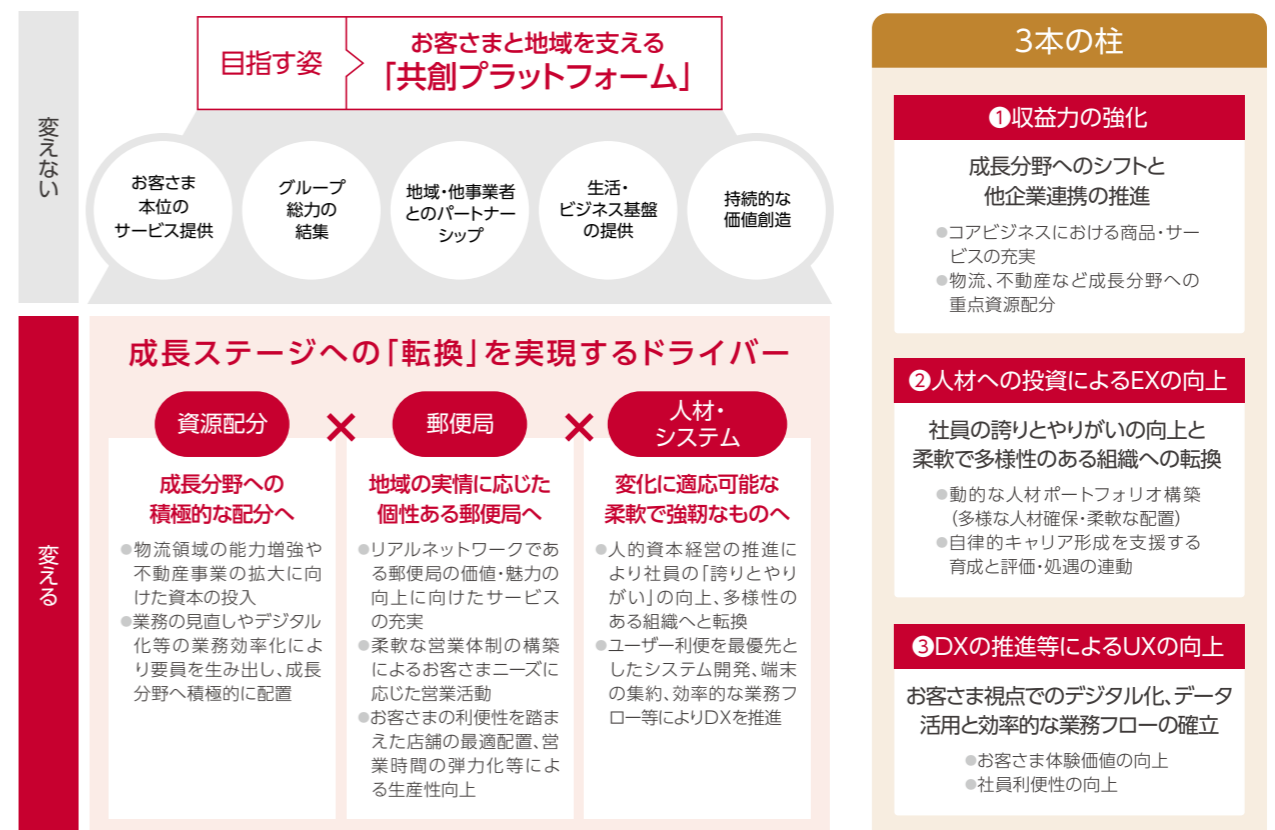 変えない
目指す姿
お客さまと地域を支える
「共創プラットフォーム」
お客さま
本位の
サービス提供
グループ
総力の
結集
地域・他事業者
とのパートナー
シップ
生活・
ビジネス基盤
の提供
持続的な
価値創造
変える
成長ステージへの「転換」を実現するドライバー
資源配分
×
郵便局
×
人材・
システム
成長分野への
積極的な配分へ
●物流領域の能力増強や
不動産事業の拡大に向
けた資本の投入
●業務の見直しやデジタル
化等の業務効率化によ
り要員を生み出し、成長
分野へ積極的に配置
地域の実情に応じた
個性ある郵便局へ
●リアルネットワークであ
る郵便局の価値・魅力の
向上に向けたサービス
の充実
●柔軟な営業体制の構築
によるお客さまニーズに
応じた営業活動
●お客さまの利便性を踏ま
えた店舗の最適配置、営
業時間の弾力化等によ
る生産性向上
変化に適応可能な
柔軟で強靭なものへ
●人的資本経営の推進に
より社員の「誇りとやり
がい」の向上、多様性の
ある組織へと転換
●ユーザー利便を最優先と
したシステム開発、端末
の集約、効率的な業務フ
ロー等によりDXを推進
3本の柱
❶収益力の強化
成長分野へのシフトと
他企業連携の推進
●コアビジネスにおける商品・サー
ビスの充実
●物流、不動産など成長分野への
重点資源配分
❷人材への投資によるEXの向上
社員の誇りとやりがいの向上と
柔軟で多様性のある組織への転換
●動的な人材ポートフォリオ構築
(多様な人材確保・柔軟な配置)
●自律的キャリア形成を支援する
育成と評価・処遇の連動
❸DXの推進等によるUXの向上
お客さま視点でのデジタル化、データ
活用と効率的な業務フローの確立
●お客さま体験価値の向上
●社員利便性の向上